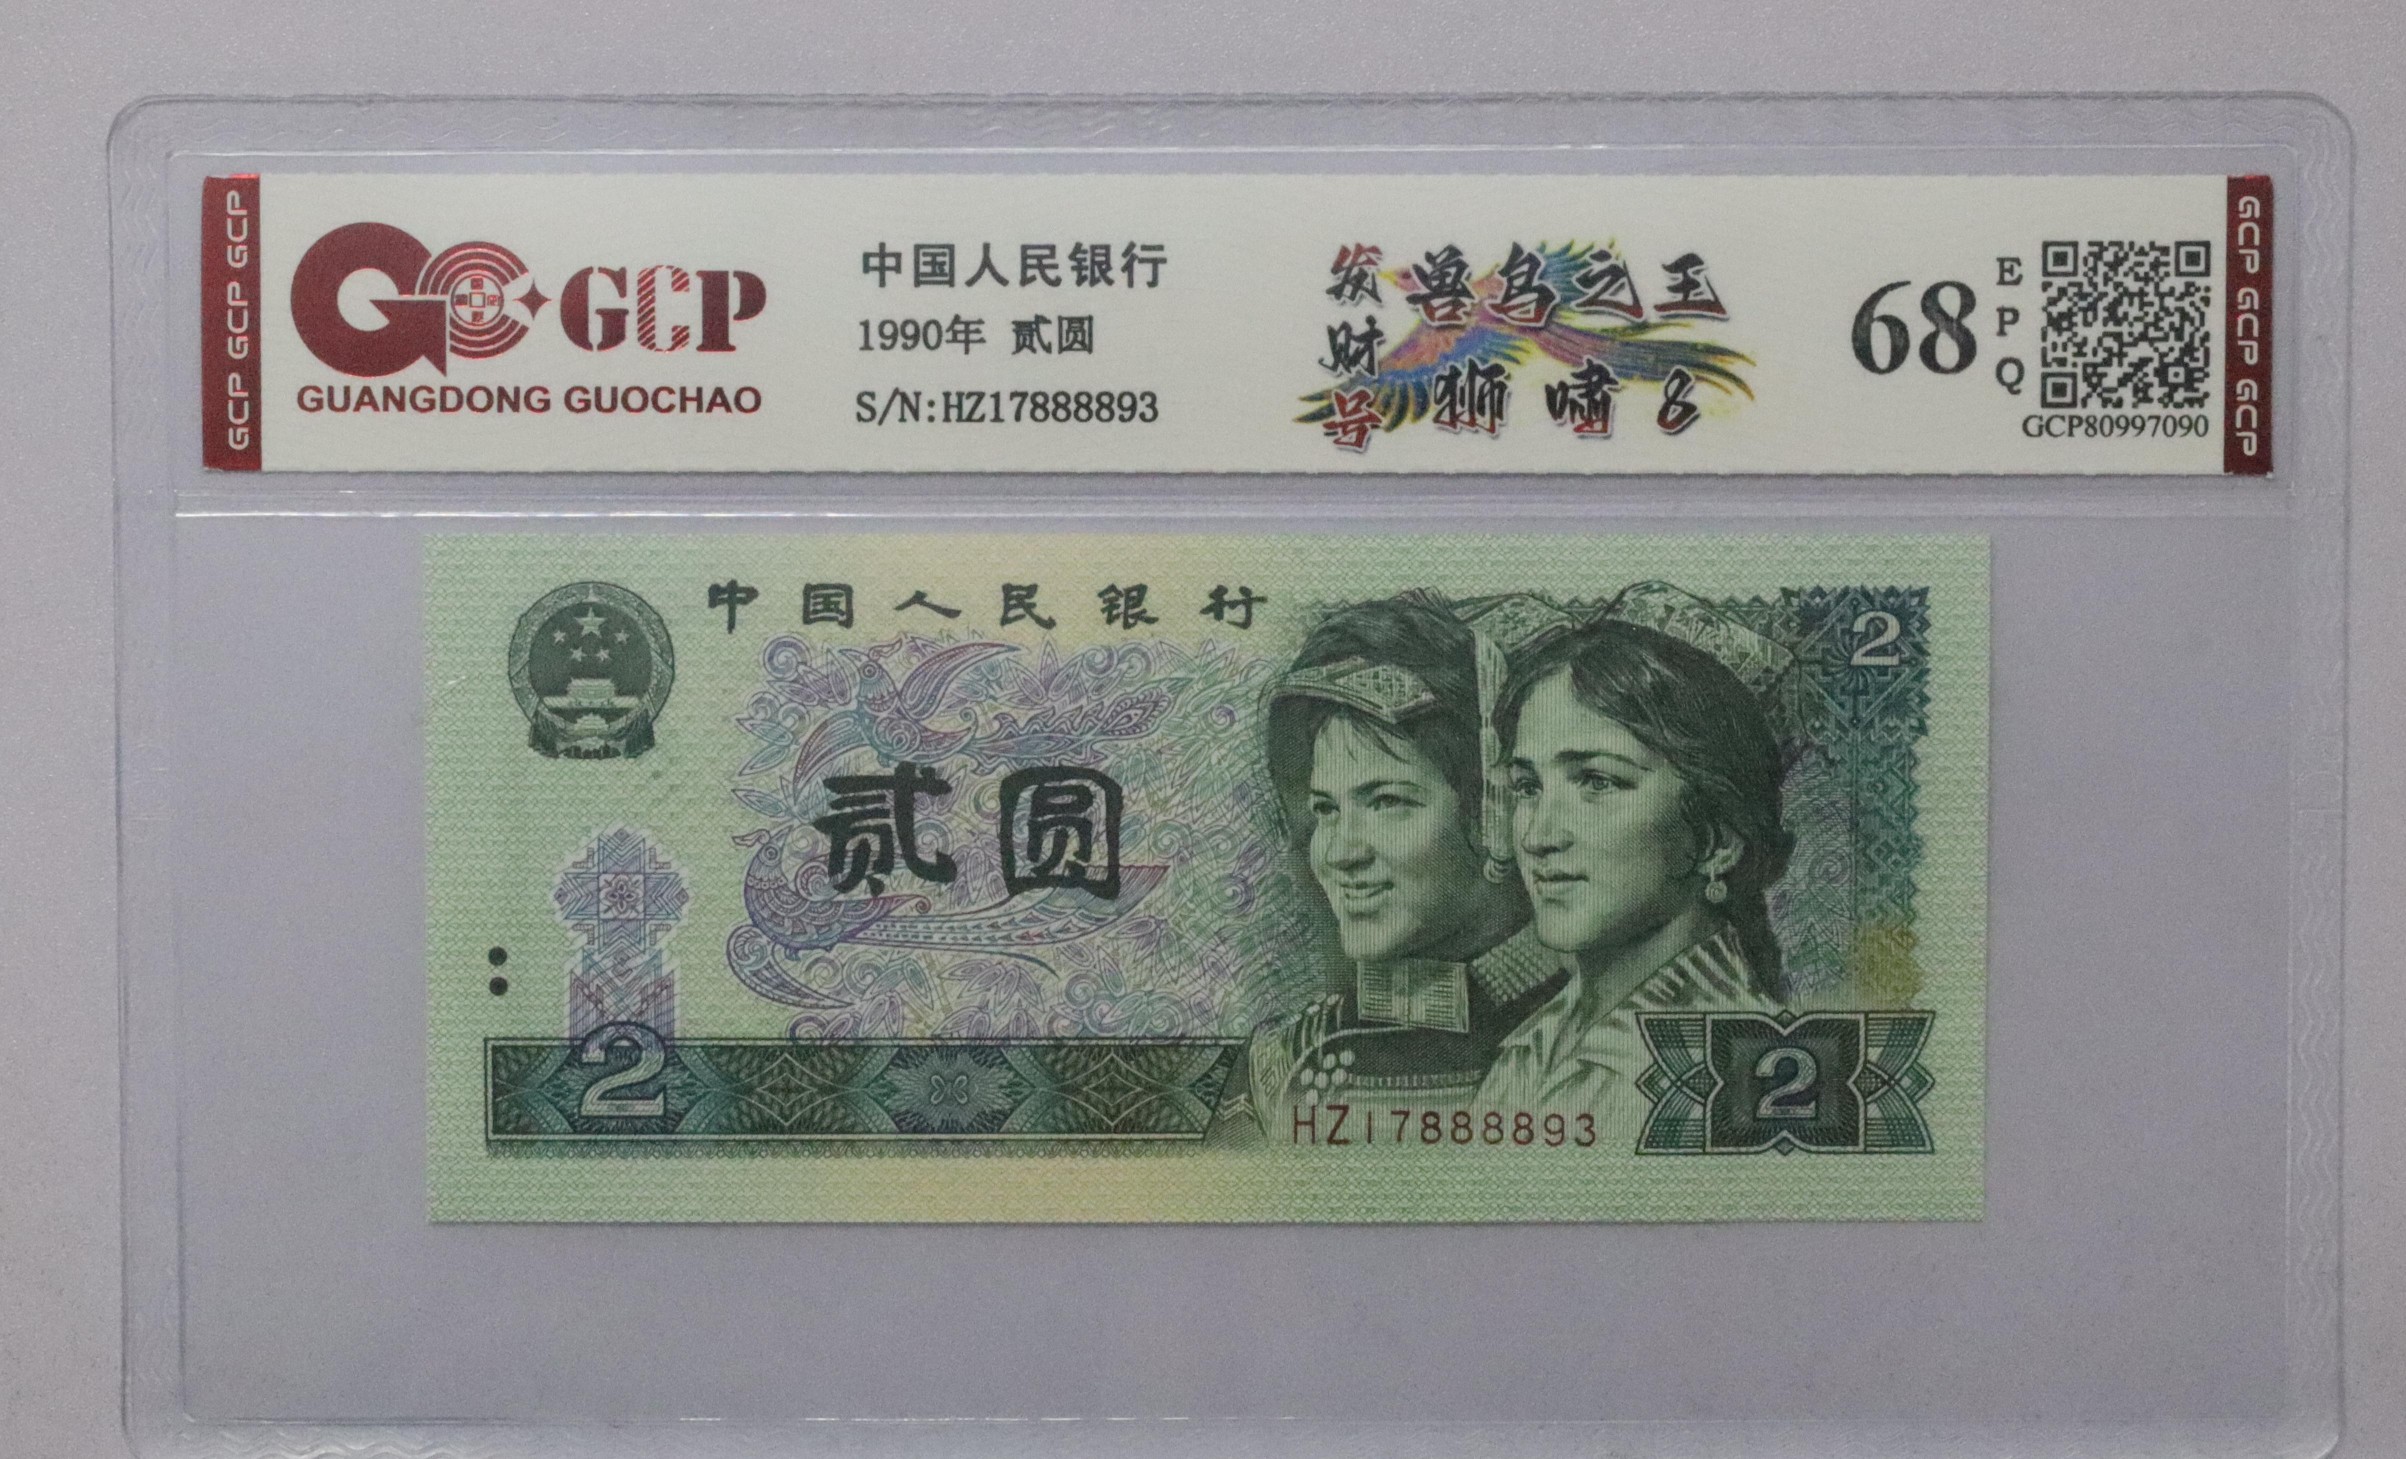 GCP GCP GCP
GCP
GUANGDONG GUOCHAO
中国人民银行
1990年 贰圆
S/N:HZ17888893
发财号
兽鸟之王
狮啸8
68
EPQ
GCP80997090
GCP GCP GCP
中国人民银行
2
贰圆
2
HZ17888893
2